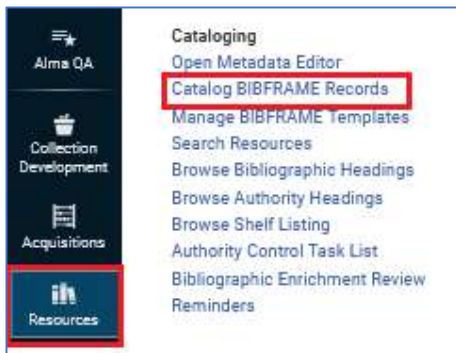 Alma QA
Collection
Development
Acquisitions
Resources
Cataloging
Open Metadata Editor
Catalog BIBFRAME Records
Manage BIBFRAME Templates
Search Resources
Browse Bibliographic Headings
Browse Authority Headings
Browse Shelf Listing
Authority Control Task List
Bibliographic Enrichment Review
Reminders